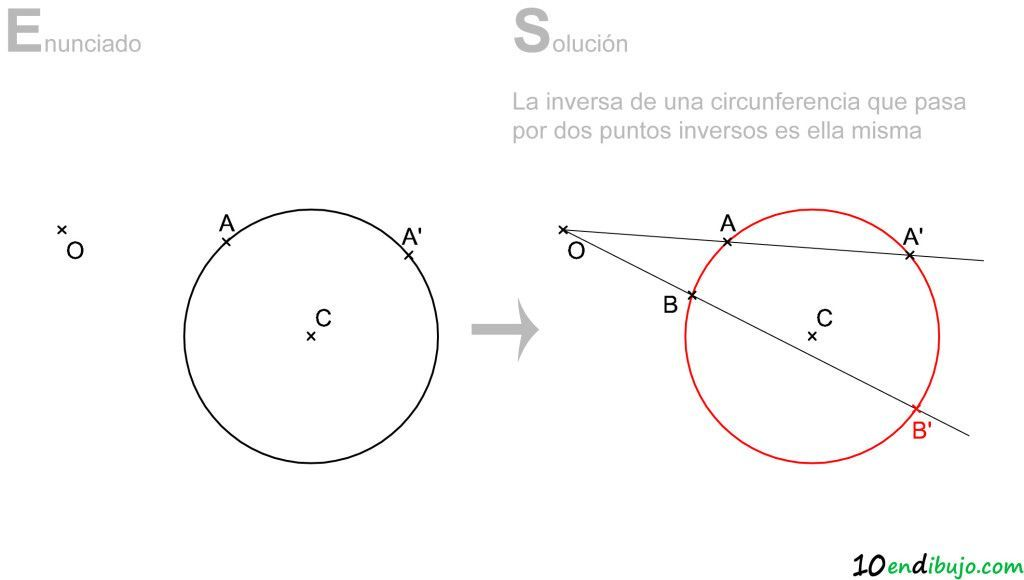 Enunciado
Solución
La inversa de una circunferencia que pasa
por dos puntos inversos es ella misma
O
A
A'
C
O
A
A'
B
C
B'
10endibujo.com